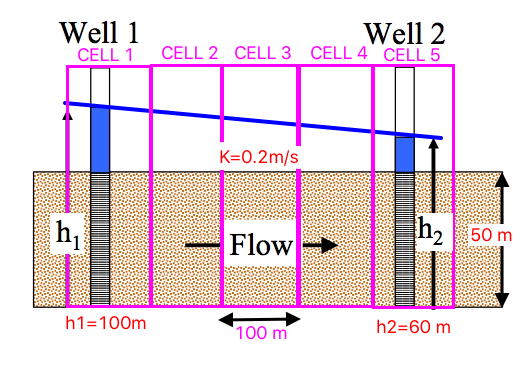 Well 1
Well 2
CELL 1
CELL 2
CELL 3
CELL 4
CELL 5
K=0.2m/s
h1
Flow
h2
50 m
h1=100m
100 m
h2=60 m